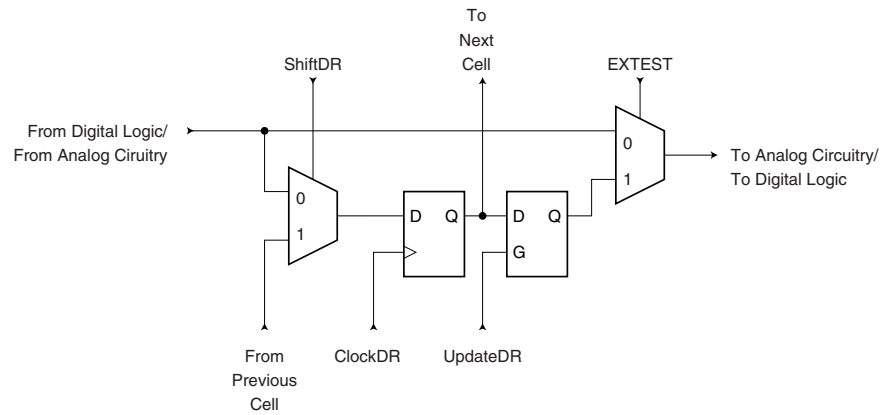 To
Next
Cell
ShiftDR
EXTEST
From Digital Logic/
From Analog Ciruitry
0
1
To Analog Circuitry/
To Digital Logic
0
1
D Q
D Q
G
From
Previous
Cell
ClockDR
UpdateDR